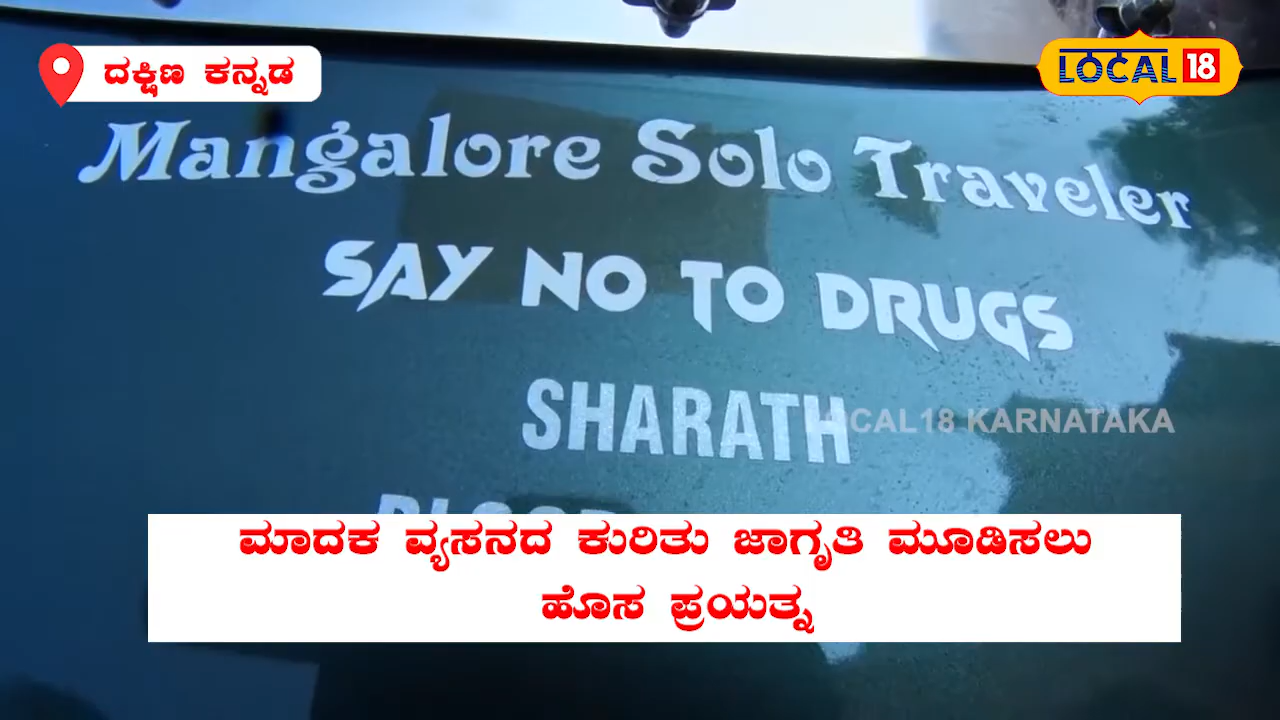 ದಕ್ಷಿಣ ಕನ್ನಡ
LOCAL 18
Mangalore Solo Traveler
SAY NO TO DRUGS
SHARATH
LOCAL18 KARNATAKA
ಮಾದಕ ವ್ಯಸನದ ಕುರಿತು ಜಾಗೃತಿ ಮೂಡಿಸಲು
ಹೊಸ ಪ್ರಯತ್ನ